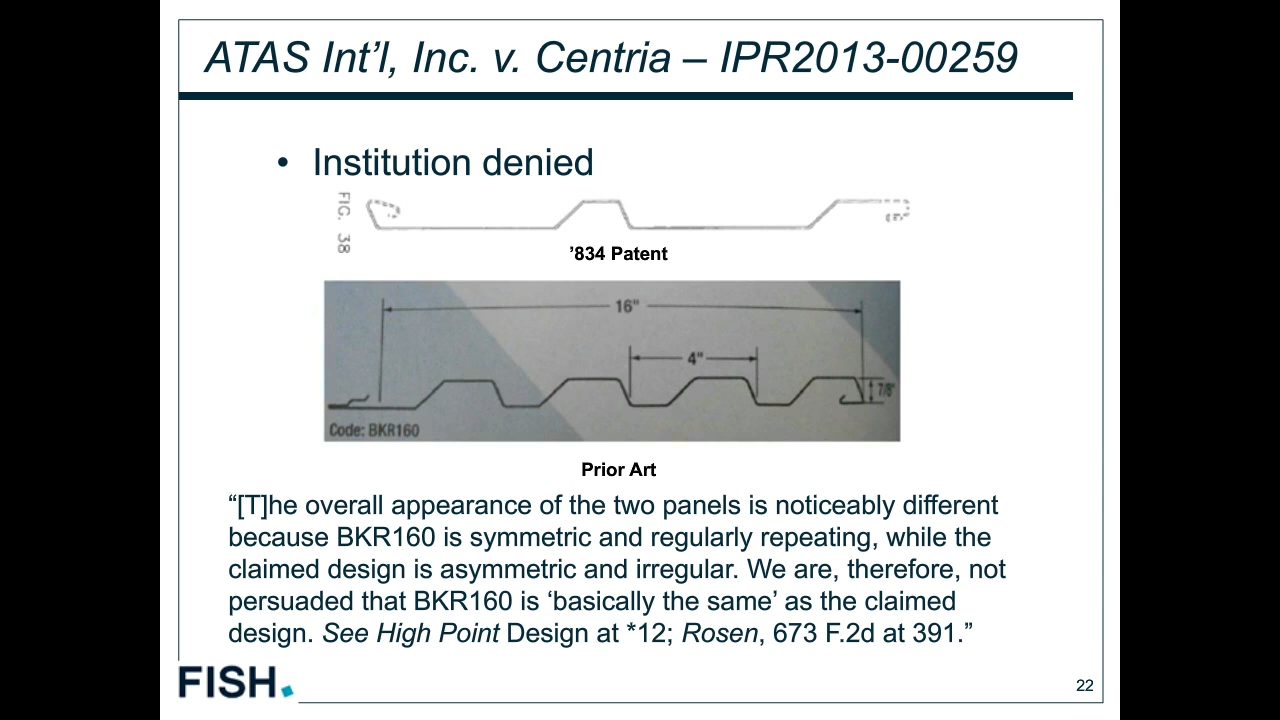 ATAS Int’l, Inc. v. Centria – IPR2013-00259
• Institution denied
FIG. 38
’834 Patent
16"
4"
7/8"
Code: BKR160
Prior Art
“[T]he overall appearance of the two panels is noticeably different
because BKR160 is symmetric and regularly repeating, while the
claimed design is asymmetric and irregular. We are, therefore, not
persuaded that BKR160 is ‘basically the same’ as the claimed
design. See High Point Design at *12; Rosen, 673 F.2d at 391.”
FISH.
22